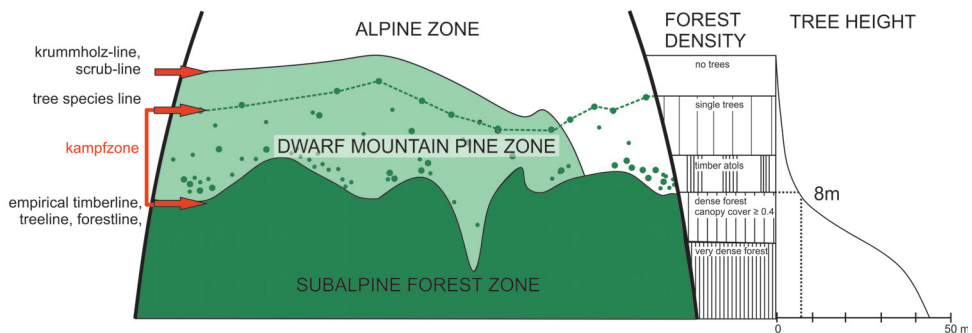 ALPINE ZONE
FOREST
DENSITY
TREE HEIGHT
krummholz-line,
scrub-line
tree species line
kampfzone
empirical timberline,
treeline, forestline,
DWARF MOUNTAIN PINE ZONE
SUBALPINE FOREST ZONE
no trees
single trees
timber atols
dense forest
canopy cover ≥ 0.4
very dense forest
8m
0
10
50 m